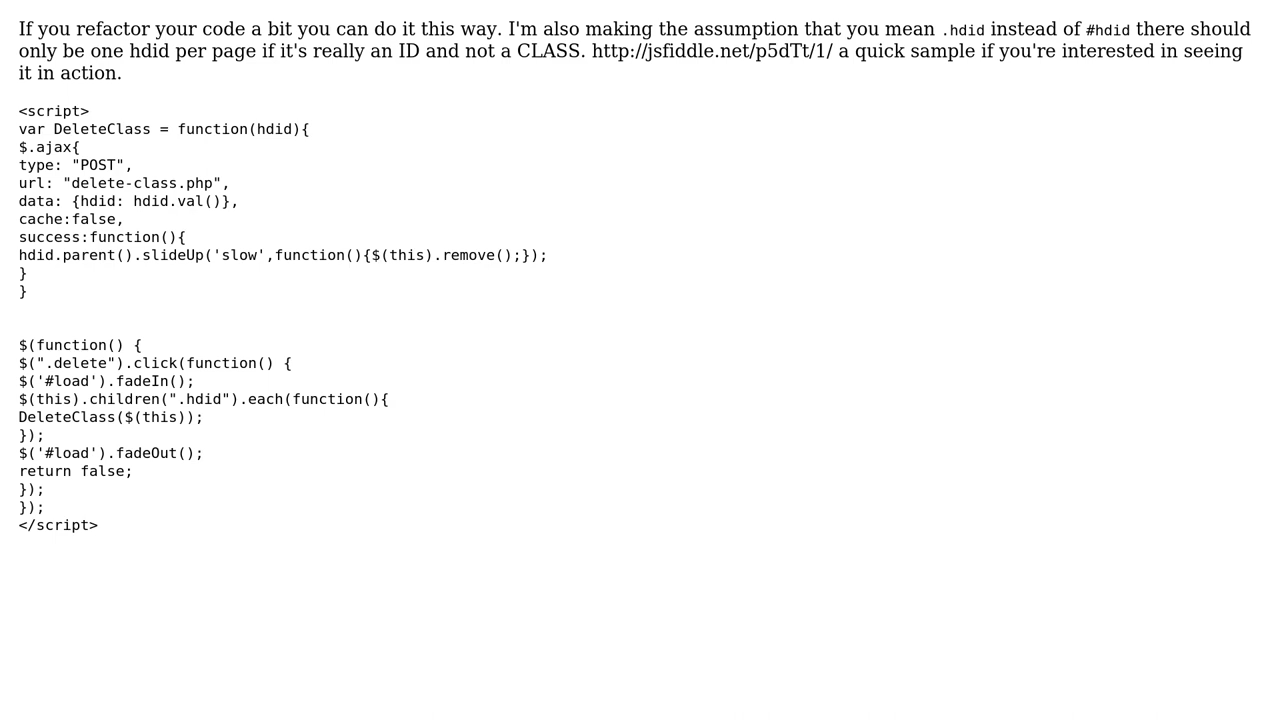 If you refactor your code a bit you can do it this way. I'm also making the assumption that you mean .hdid instead of #hdid there should
only be one hdid per page if it's really an ID and not a CLASS. http://jsfiddle.net/p5dTt/1/ a quick sample if you're interested in seeing
it in action.
<script>
var DeleteClass = function(hdid){
$.ajax{
type: "POST",
url: "delete-class.php",
data: {hdid: hdid.val()},
cache:false,
success:function(){
hdid.parent().slideUp('slow',function(){$(this).remove();});
}
}
$(function() {
$(".delete").click(function() {
$('#load').fadeIn();
$(this).children(".hdid").each(function(){
DeleteClass($(this));
});
$('#load').fadeOut();
return false;
});
});
</script>